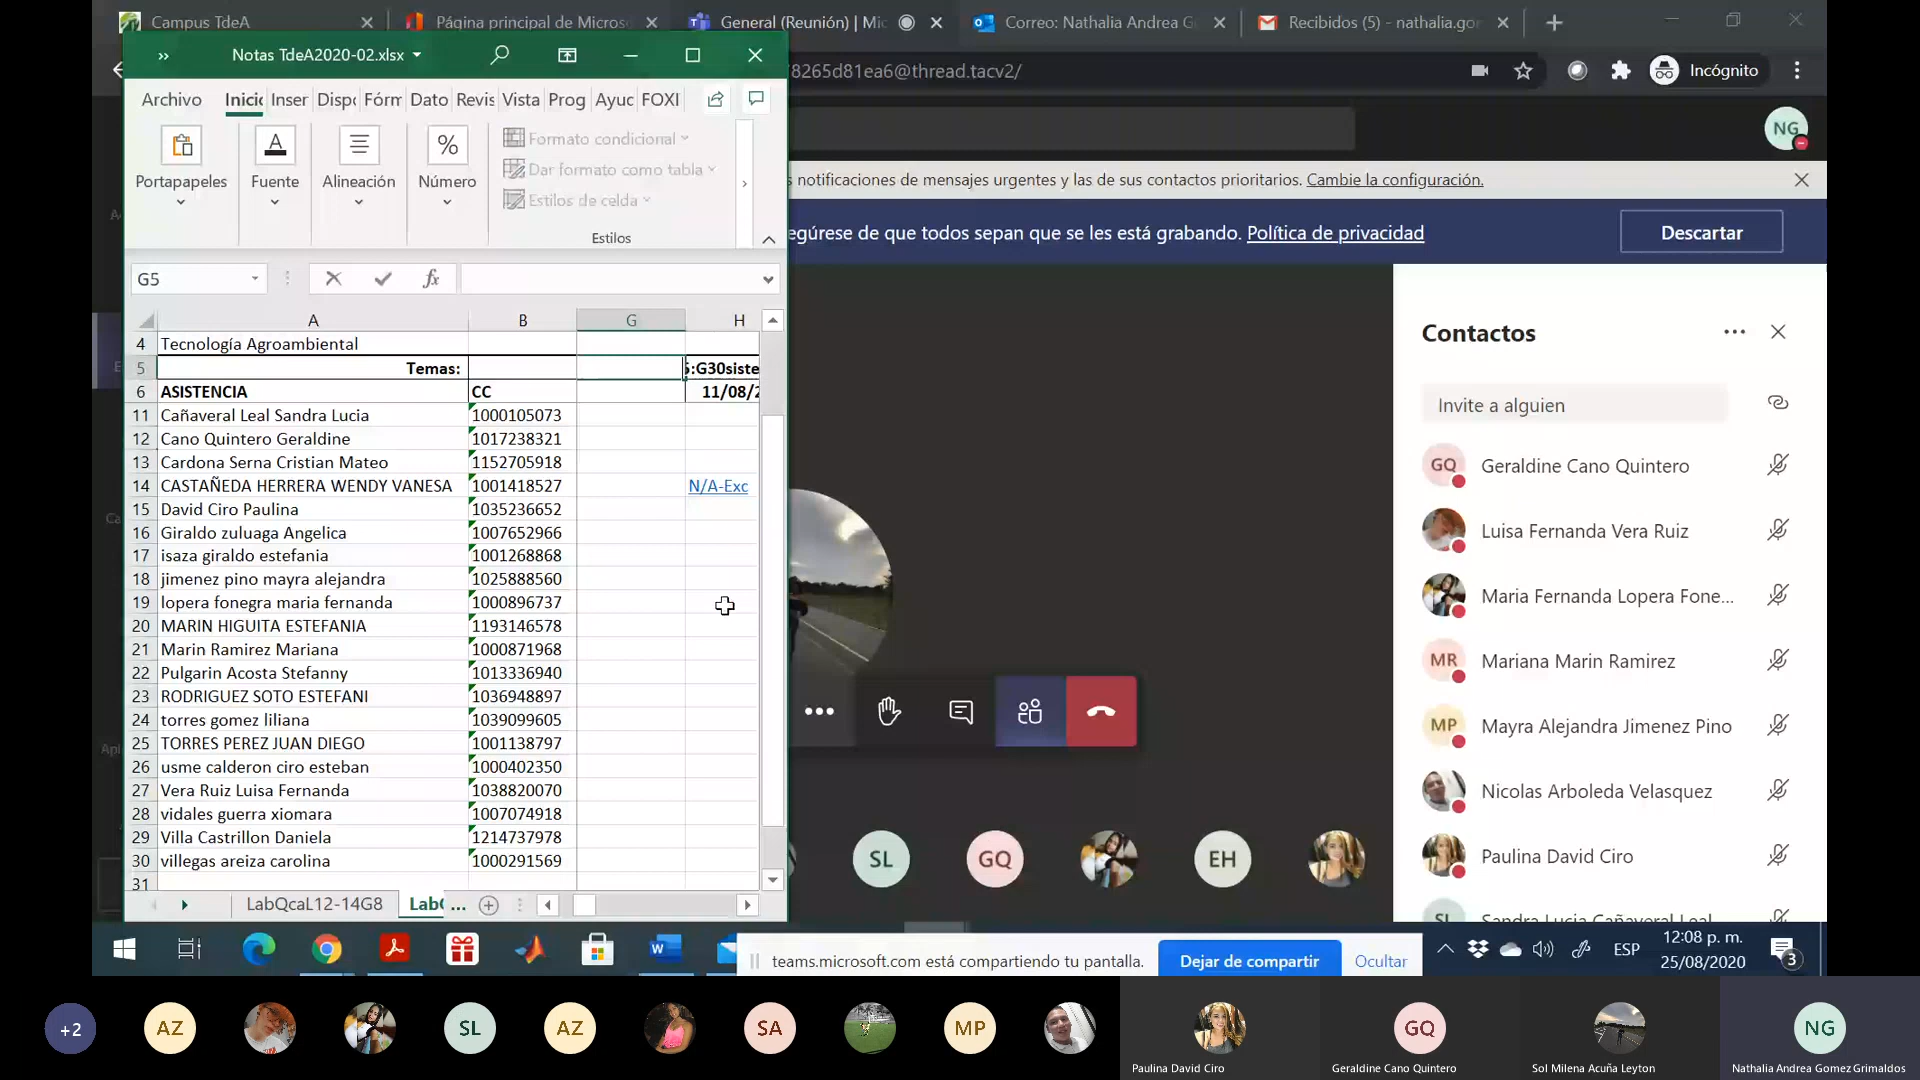 Campus TdeA
Página principal de Micros
General (Reunión) | Mic
Correo: Nathalia Andrea G
Recibidos (5) - nathalia.gor
Notas TdeA2020-02.xlsx
8265d81ea6@thread.tacv2/
Incógnito
Archivo Inicio Inser Dispo Fórm Dato Revis Vista Prog Ayuc FOXI
NG
Portapapeles
Fuente
Alineación
Número
Formato condicional
Dar formato como tabla
Estilos de celda
Estilos
s notificaciones de mensajes urgentes y las de sus contactos prioritarios. Cambie la configuración.
egúrese de que todos sepan que se les está grabando. Política de privacidad
Descartar
G5
fx
A B G H
4 Tecnología Agroambiental
5 Temas: 5:G30siste
6 ASISTENCIA CC 11/08/2
11 Cañaveral Leal Sandra Lucia 1000105073
12 Cano Quintero Geraldine 1017238321
13 Cardona Serna Cristian Mateo 1152705918
14 CASTAÑEDA HERRERA WENDY VANESA 1001418527 N/A-Exc
15 David Ciro Paulina 1035236652
16 Giraldo zuluaga Angelica 1007652966
17 isaza giraldo estefania 1001268868
18 jimenez pino mayra alejandra 1025888560
19 lopera fonegra maria fernanda 1000896737
20 MARIN HIGUITA ESTEFANIA 1193146578
21 Marin Ramirez Mariana 1000871968
22 Pulgarin Acosta Stefanny 1013336940
23 RODRIGUEZ SOTO ESTEFANI 1036948897
24 torres gomez liliana 1039099605
25 TORRES PEREZ JUAN DIEGO 1001138797
26 usme calderon ciro esteban 1000402350
27 Vera Ruiz Luisa Fernanda 1038820070
28 vidales guerra xiomara 1007074918
29 Villa Castrillon Daniela 1214737978
30 villegas areiza carolina 1000291569
31
LabQcaL12-14G8 LabC ...
Contactos
Invite a alguien
GQ Geraldine Cano Quintero
Luisa Fernanda Vera Ruiz
Maria Fernanda Lopera Fone...
MR Mariana Marin Ramirez
MP Mayra Alejandra Jimenez Pino
Nicolas Arboleda Velasquez
Paulina David Ciro
SL Sandra Lucia Cañaveral Leal
SL GQ EH
teams.microsoft.com está compartiendo tu pantalla.
Dejar de compartir
Ocultar
ESP
12:08 p. m.
25/08/2020
3
+2 AZ SL AZ SA MP GQ NG
Paulina David Ciro
Geraldine Cano Quintero
Sol Milena Acuña Leyton
Nathalia Andrea Gomez Grimaldos